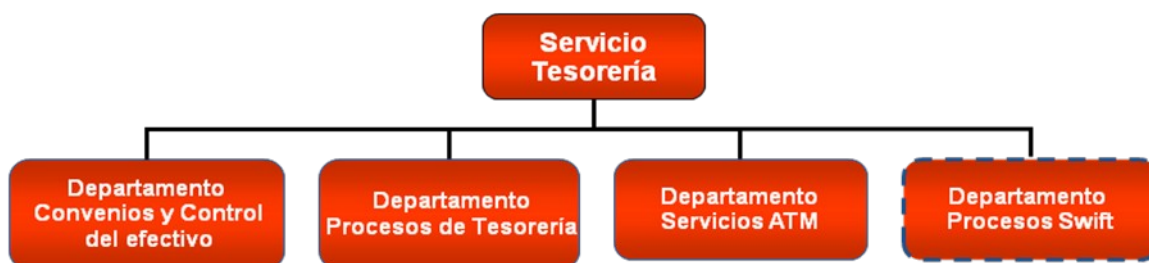 Servicio
Tesorería
Departamento
Convenios y Control
del efectivo
Departamento
Procesos de Tesorería
Departamento
Servicios ATM
Departamento
Procesos Swift